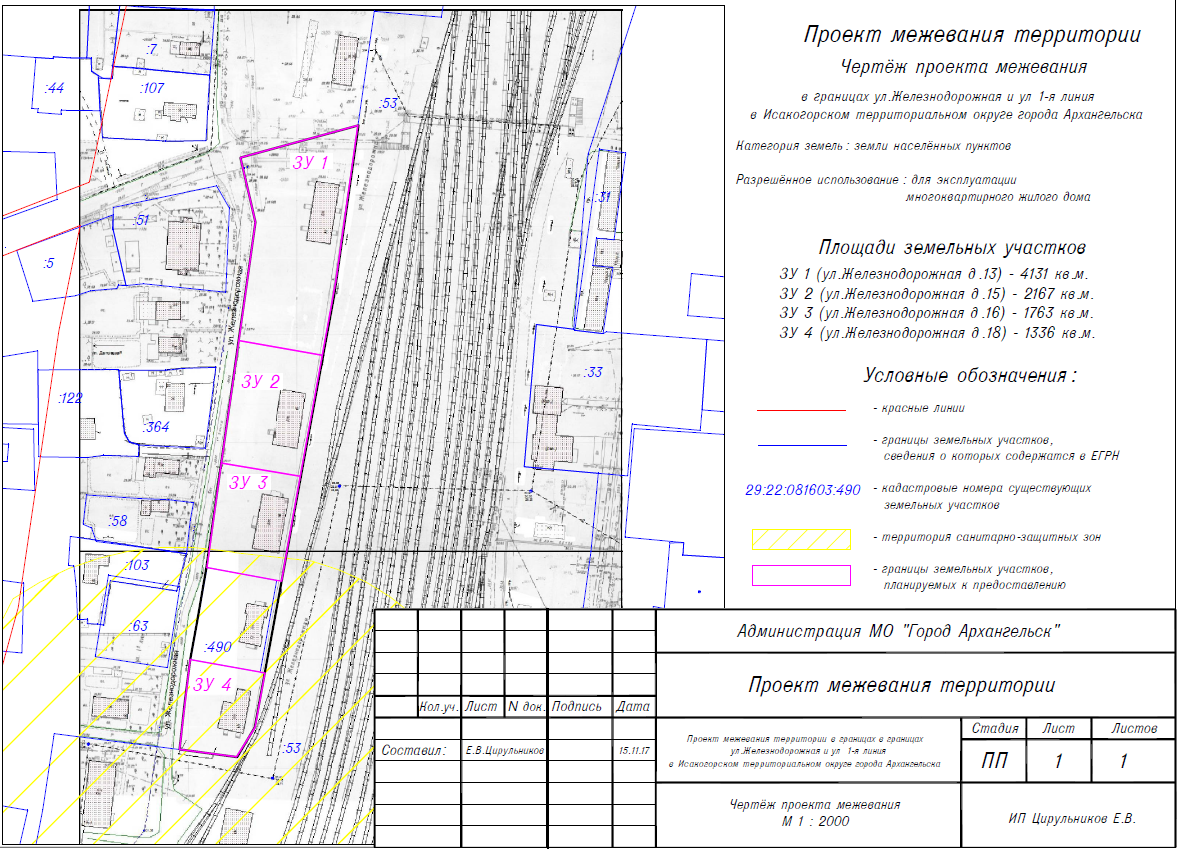 Проект межевания территории
Чертёж проекта межевания
в границах ул.Железнодорожная и ул 1-я линия
в Исакогорском территориальном округе города Архангельска
Категория земель: земли населённых пунктов
Разрешённое использование: для эксплуатации
многоквартирного жилого дома
Площади земельных участков
ЗУ 1 (ул.Железнодорожная д.13) - 4131 кв.м.
ЗУ 2 (ул.Железнодорожная д.15) - 2167 кв.м.
ЗУ 3 (ул.Железнодорожная д.16) - 1763 кв.м.
ЗУ 4 (ул.Железнодорожная д.18) - 1336 кв.м.
Условные обозначения:
- красные линии
- границы земельных участков,
сведения о которых содержатся в ЕГРН
29:22:081603:490 - кадастровые номера существующих
земельных участков
- территория санитарно-защитных зон
- границы земельных участков,
планируемых к предоставлению
:7
:44
:107
:53
ЗУ 1
:31
:51
:5
ул. Железнодорожная
ул. Железнодорожная
ЗУ 2
:33
:122
:364
ЗУ 3
:58
:103
:63
:490
ЗУ 4
ул. Железнодорожная
:53
Кол.уч. Лист N док. Подпись Дата
Составил: Е.В.Цирульников 15.11.17
Администрация МО "Город Архангельск"
Проект межевания территории
Проект межевания территории в границах в границах
ул.Железнодорожная и ул 1-я линия
в Исакогорском территориальном округе города Архангельска
Стадия Лист Листов
ПП 1 1
Чертёж проекта межевания
М 1 : 2000
ИП Цирульников Е.В.